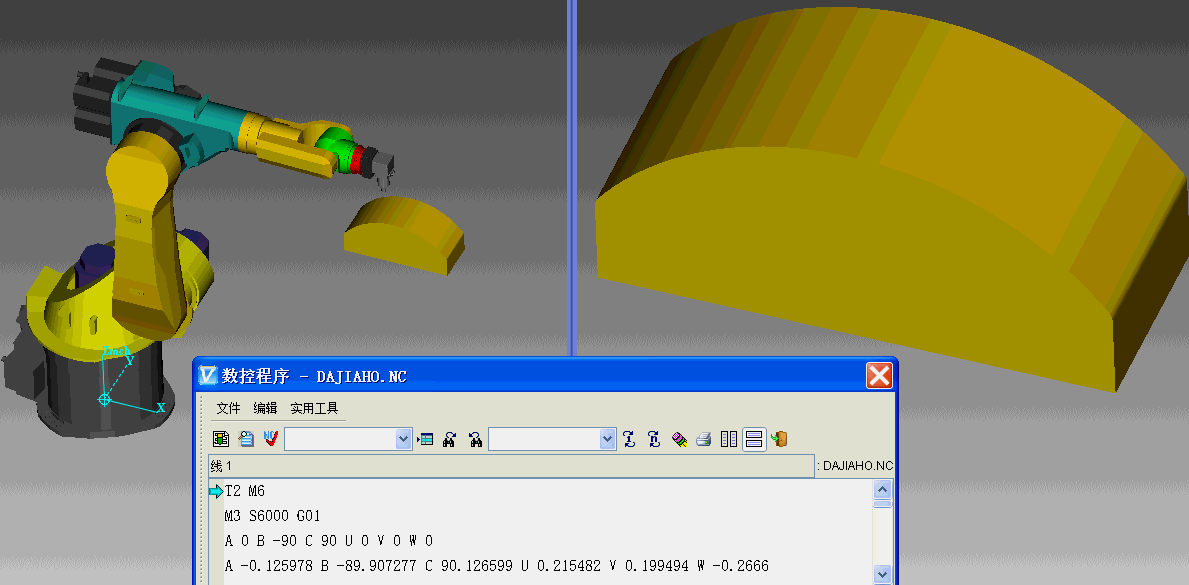 Y
X
数控程序 - DAJIAHO.NC
文件 编辑 实用工具
线 1
: DAJIAHO.NC
T2 M6
M3 S6000 G01
A 0 B -90 C 90 U 0 V 0 W 0
A -0.125978 B -89.907277 C 90.126599 U 0.215482 V 0.199494 W -0.2666